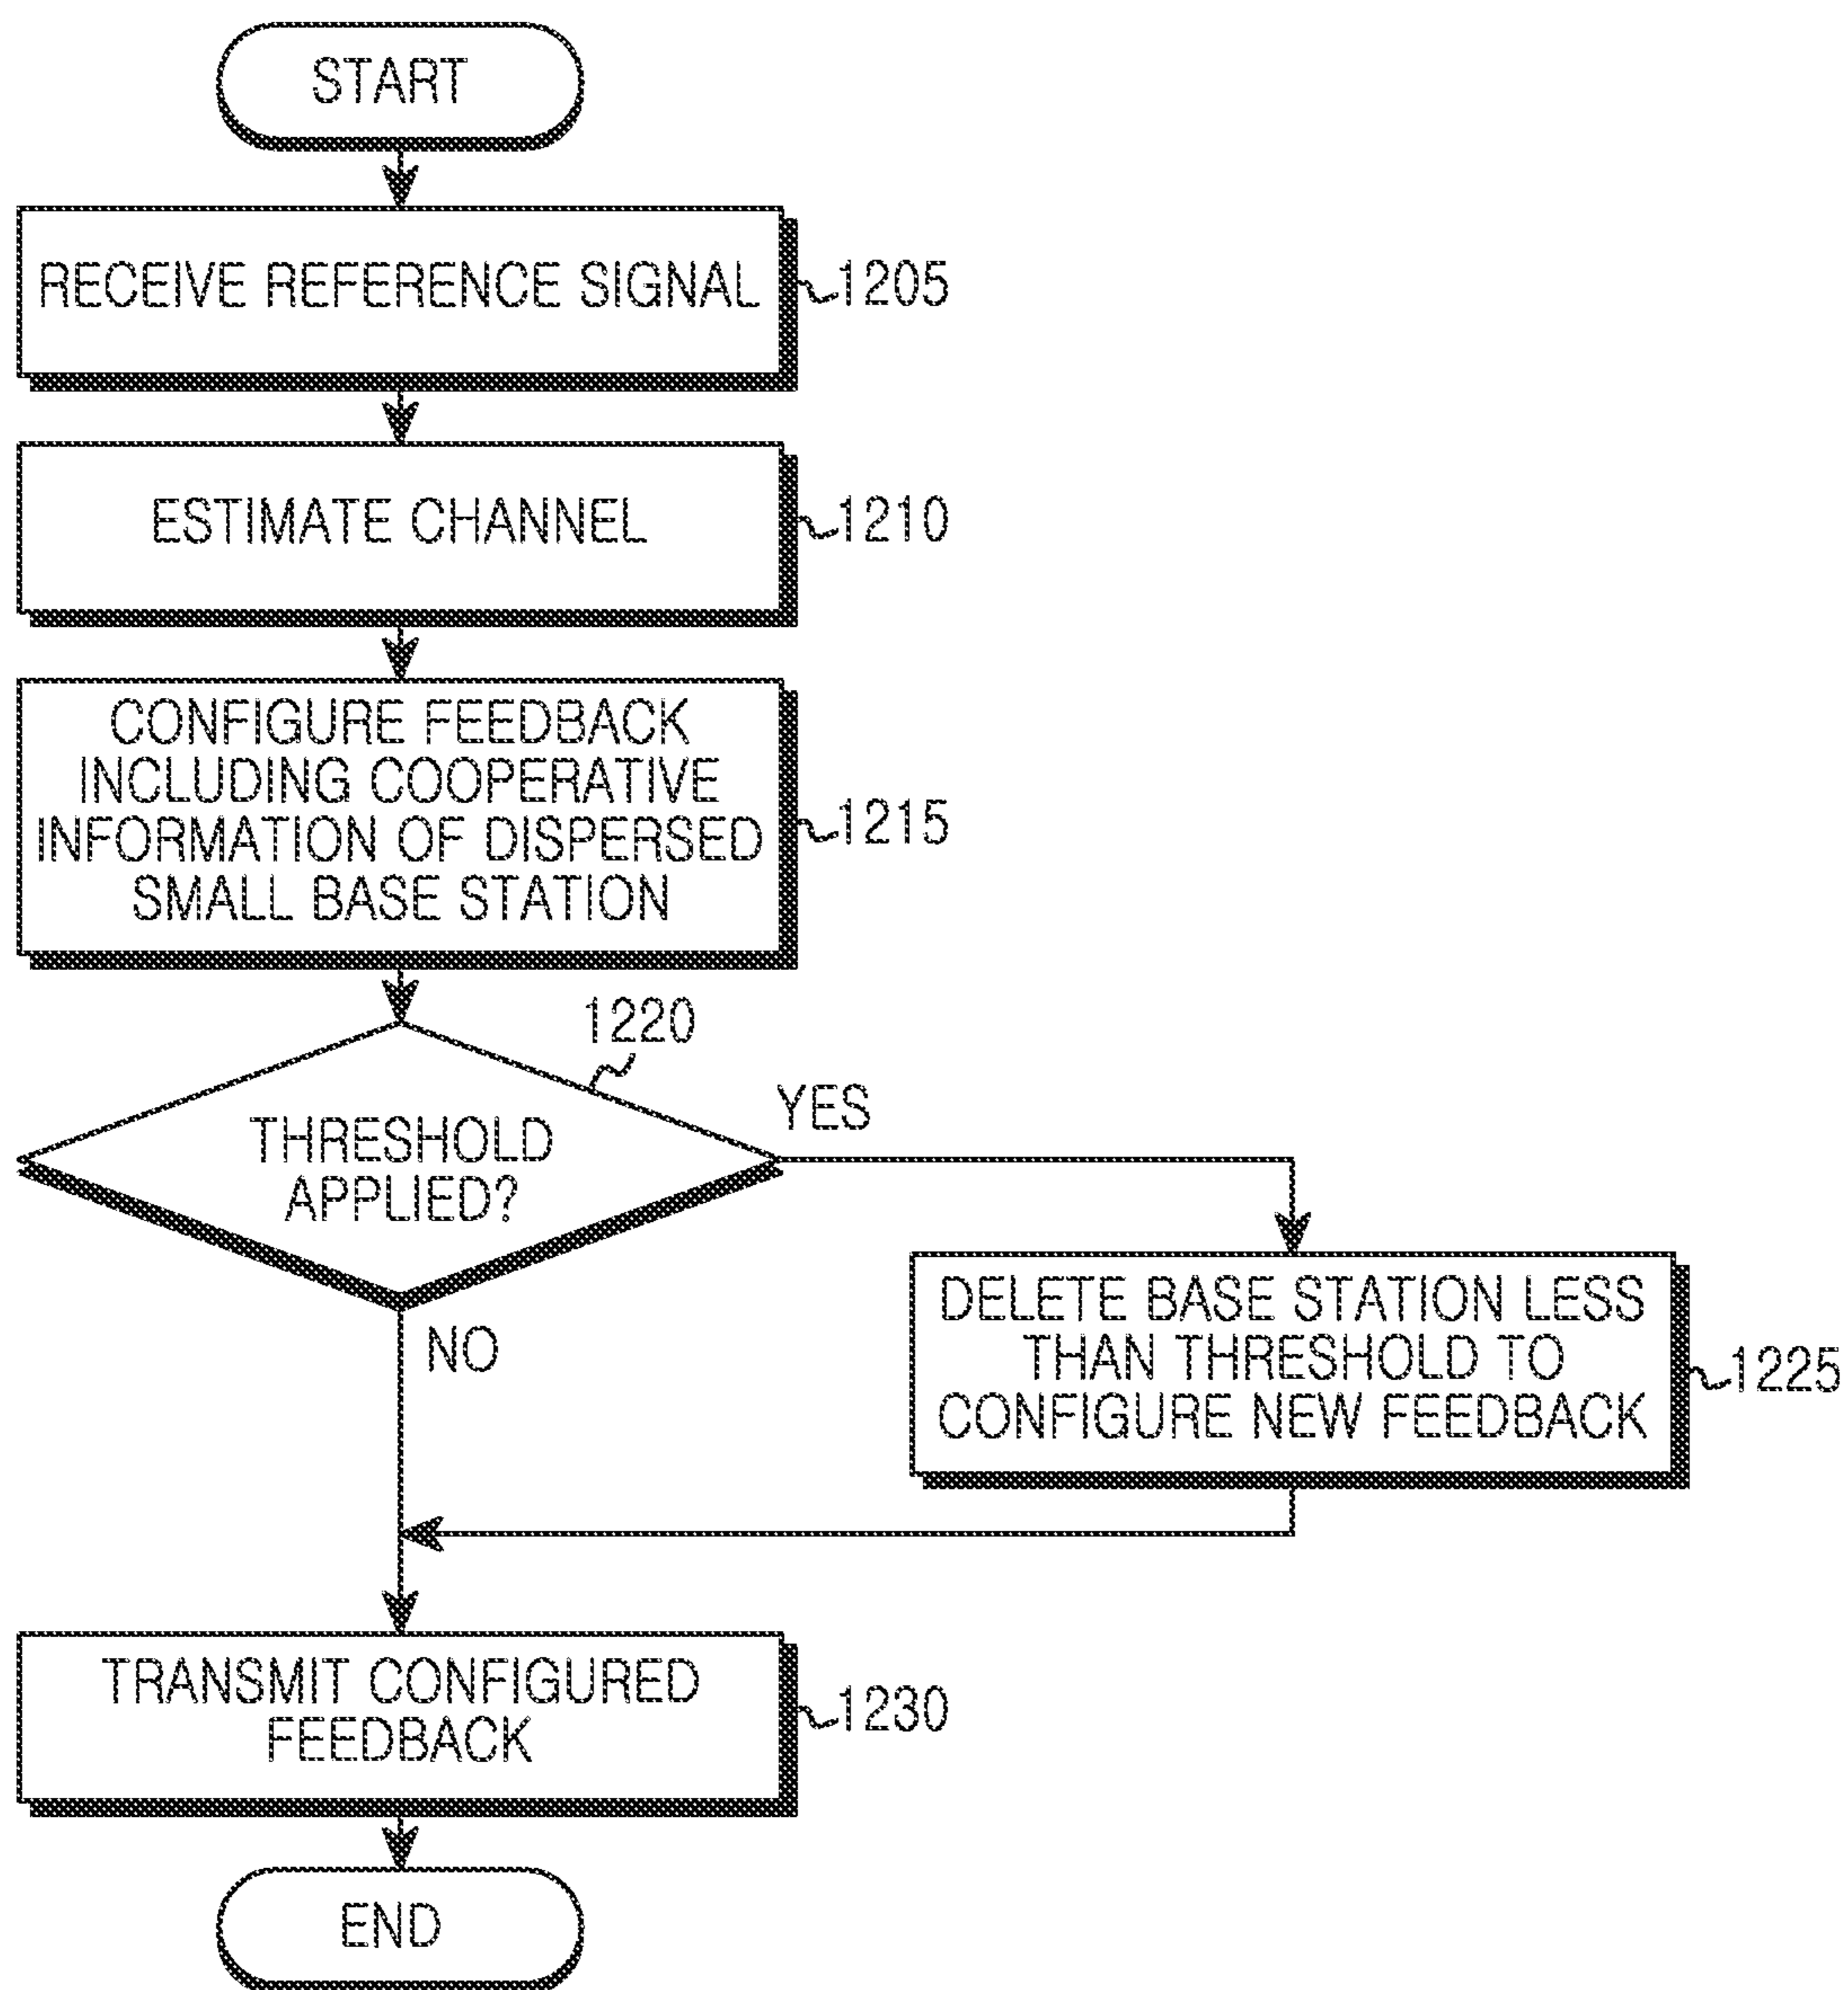 START
RECEIVE REFERENCE SIGNAL
1205
ESTIMATE CHANNEL
1210
CONFIGURE FEEDBACK
INCLUDING COOPERATIVE
INFORMATION OF DISPERSED
SMALL BASE STATION
1215
1220
THRESHOLD
APPLIED?
YES
NO
DELETE BASE STATION LESS
THAN THRESHOLD TO
CONFIGURE NEW FEEDBACK
1225
TRANSMIT CONFIGURED
FEEDBACK
1230
END